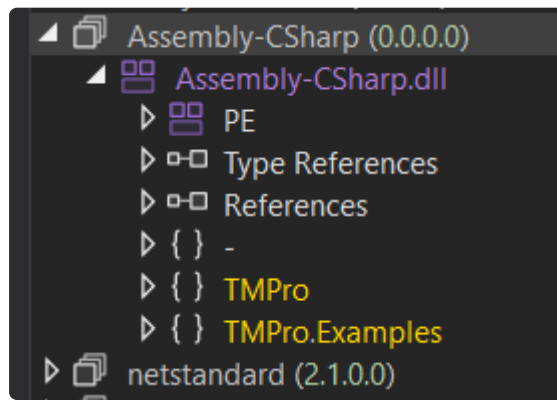 Assembly-CSharp (0.0.0.0)
Assembly-CSharp.dll
PE
Type References
References
{ } -
{ } TMPro
{ } TMPro.Examples
netstandard (2.1.0.0)